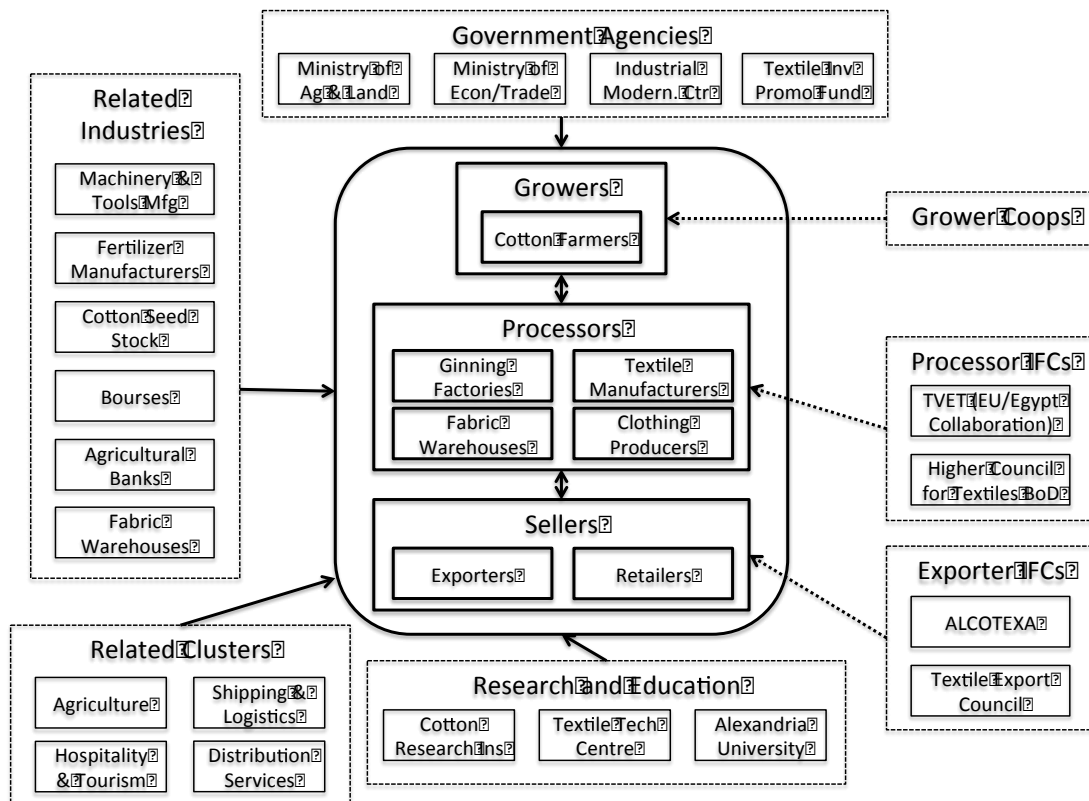 Government Agencies
Ministry of
Ag & Land
Ministry of
Econ/Trade
Industrial
Modern. Ctr
Textile Inv
Promo Fund
Related
Industries
Machinery &
Tools Mfg
Fertilizer
Manufacturers
Cotton Seed
Stock
Bourses
Agricultural
Banks
Fabric
Warehouses
Growers
Cotton Farmers
Processors
Ginning
Factories
Textile
Manufacturers
Fabric
Warehouses
Clothing
Producers
Sellers
Exporters
Retailers
Grower Coops
Processor IFCs
TVET (EU/Egypt
Collaboration)
Higher Council
for Textiles BoD
Exporter IFCs
ALCOTEXA
Textile Export
Council
Related Clusters
Agriculture
Shipping &
Logistics
Hospitality
& Tourism
Distribution
Services
Research and Education
Cotton
Research Ins
Textile Tech
Centre
Alexandria
University